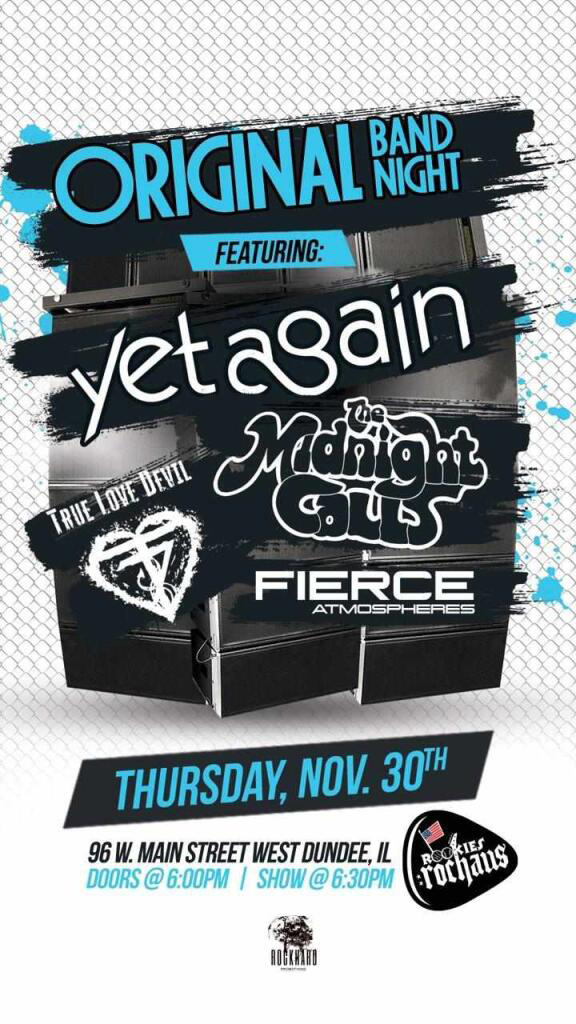 ORIGINAL BAND NIGHT
FEATURING:
yet again
The Midnight Calls
TRUE LOVE DEVIL
FIERCE
ATMOSPHERES
THURSDAY, NOV. 30TH
96 W. MAIN STREET WEST DUNDEE, IL
DOORS @ 6:00PM | SHOW @ 6:30PM
ROOKIES
rochaus
ROCKHARD
PROMOTIONS